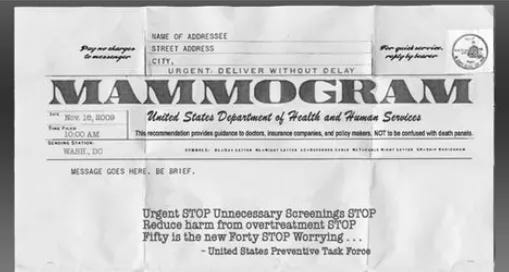 NAME OF ADDRESSEE
STREET ADDRESS
CITY,
Pay no charges
to messenger
For quick service,
reply by bearer
URGENT: DELIVER WITHOUT DELAY
MAMMOGRAM
DATE
Nov. 16, 2009
TIME FILED
10:00 AM
SENDING STATION:
WASH., DC
United States Department of Health and Human Services
This recommendation provides guidance to doctors, insurance companies, and policy makers, NOT to be confused with death panels.
MESSAGE GOES HERE. BE BRIEF.
Urgent STOP Unnecessary Screenings STOP
Reduce harm from overtreatment STOP
Fifty is the new Forty STOP Worrying . . .
- United States Preventive Task Force